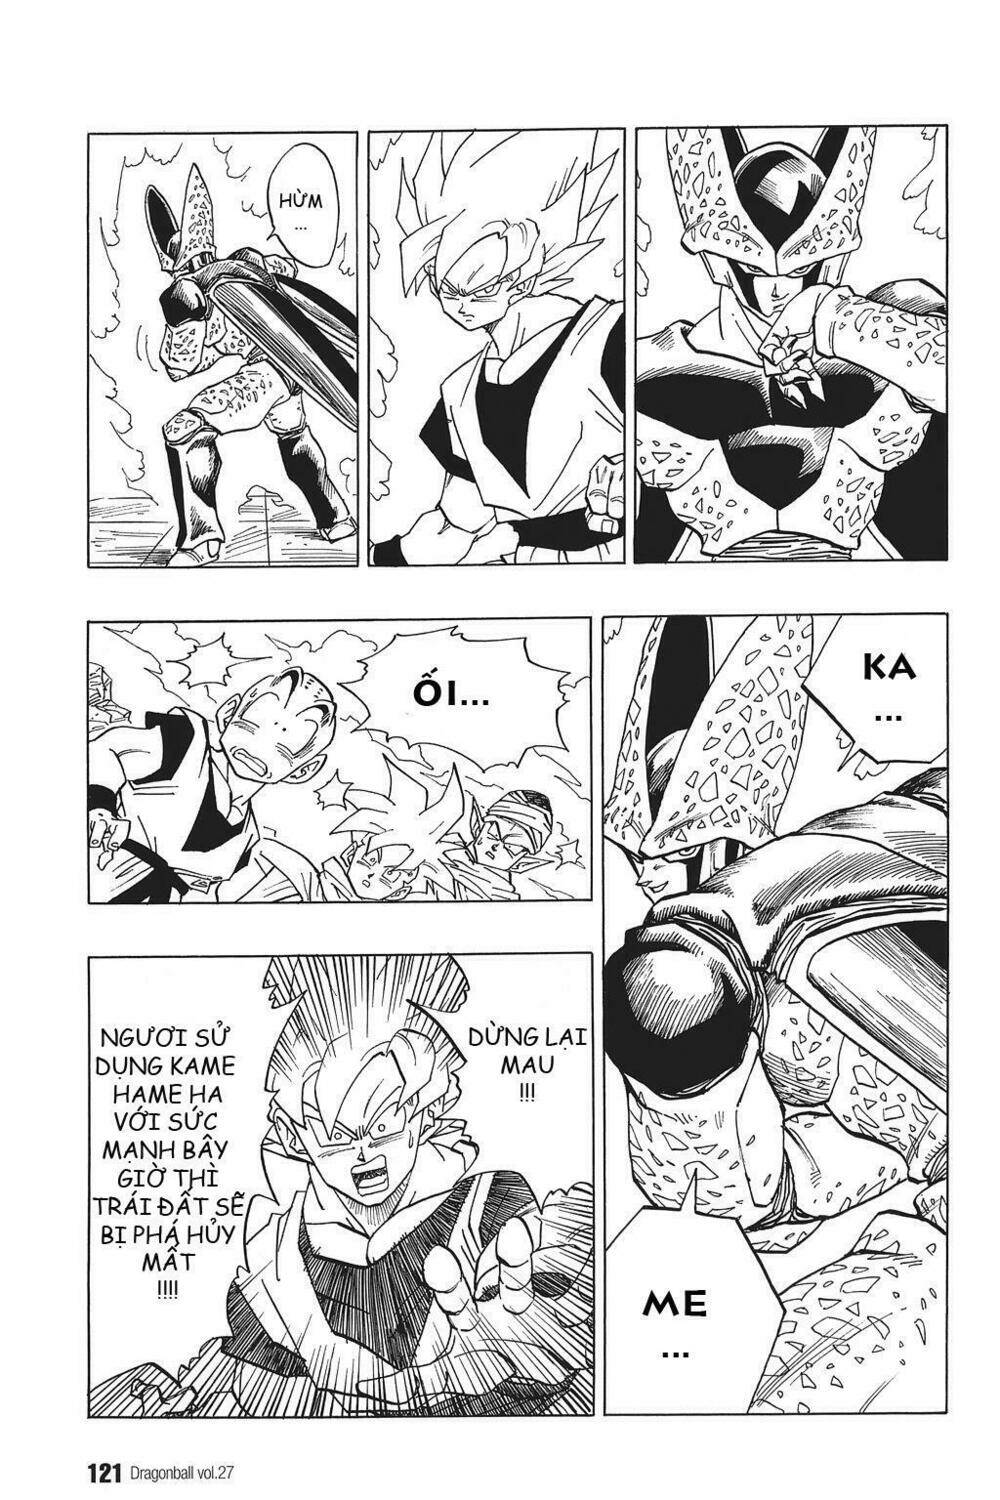 HỪM
...
KA
...
ỐI...
ME
...
DỪNG LẠI
MAU
!!!
NGƯƠI SỬ
DỤNG KAME
HAME HA
VỚI SỨC
MẠNH BÂY
GIỜ THÌ
TRÁI ĐẤT SẼ
BỊ PHÁ HỦY
MẤT
!!!!
121 Dragonball vol.27